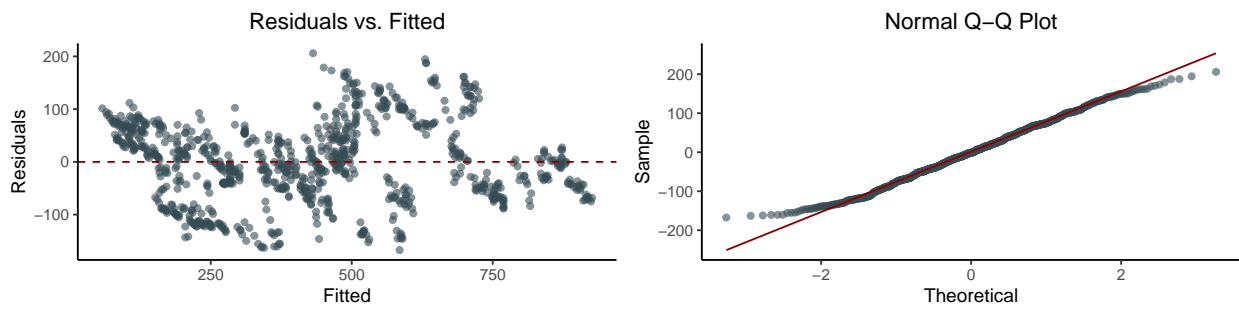 Residuals vs. Fitted
Residuals
200
100
0
−100
250
500
750
Fitted
Normal Q−Q Plot
Sample
200
100
0
−100
−200
−2
0
2
Theoretical